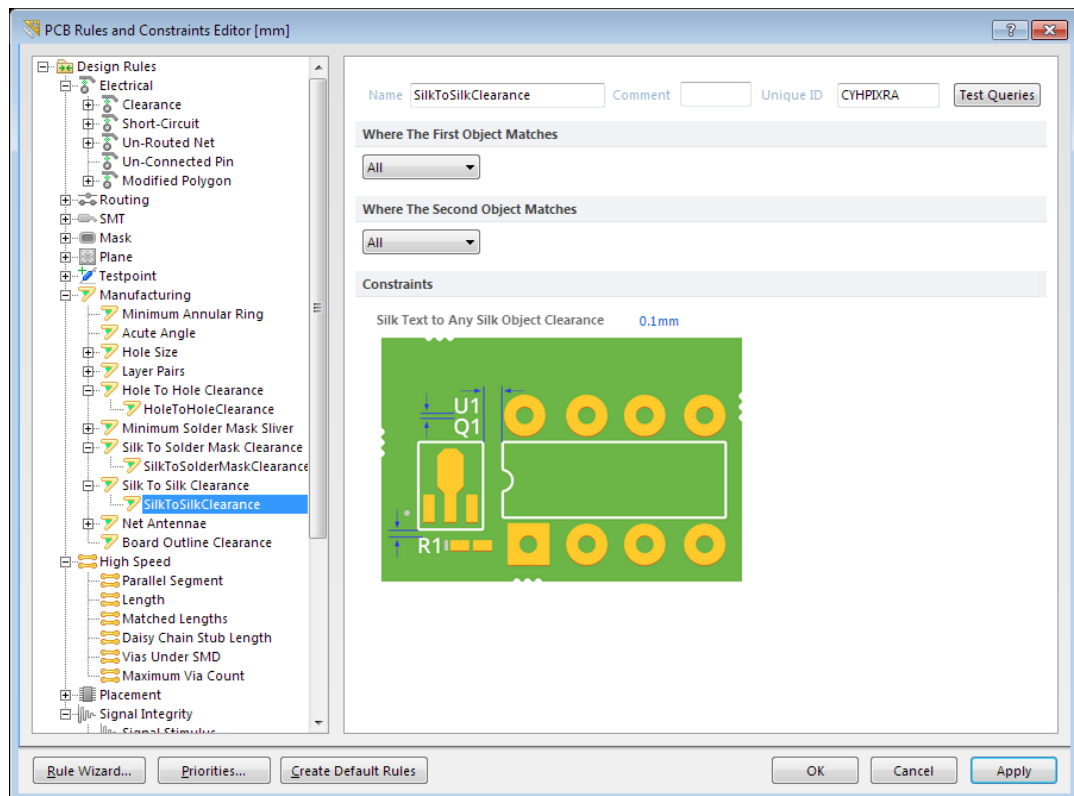 PCB Rules and Constraints Editor [mm]
Design Rules
Electrical
Clearance
Short-Circuit
Un-Routed Net
Un-Connected Pin
Modified Polygon
Routing
SMT
Mask
Plane
Testpoint
Manufacturing
Minimum Annular Ring
Acute Angle
Hole Size
Layer Pairs
Hole To Hole Clearance
HoleToHoleClearance
Minimum Solder Mask Sliver
Silk To Solder Mask Clearance
SilkToSolderMaskClearance
Silk To Silk Clearance
SilkToSilkClearance
Net Antennae
Board Outline Clearance
High Speed
Parallel Segment
Length
Matched Lengths
Daisy Chain Stub Length
Vias Under SMD
Maximum Via Count
Placement
Signal Integrity
Signal Stimulus
Name SilkToSilkClearance Comment Unique ID CYHPIXRA Test Queries
Where The First Object Matches
All
Where The Second Object Matches
All
Constraints
Silk Text to Any Silk Object Clearance 0.1mm
U1
Q1
R1
Rule Wizard... Priorities... Create Default Rules OK Cancel Apply